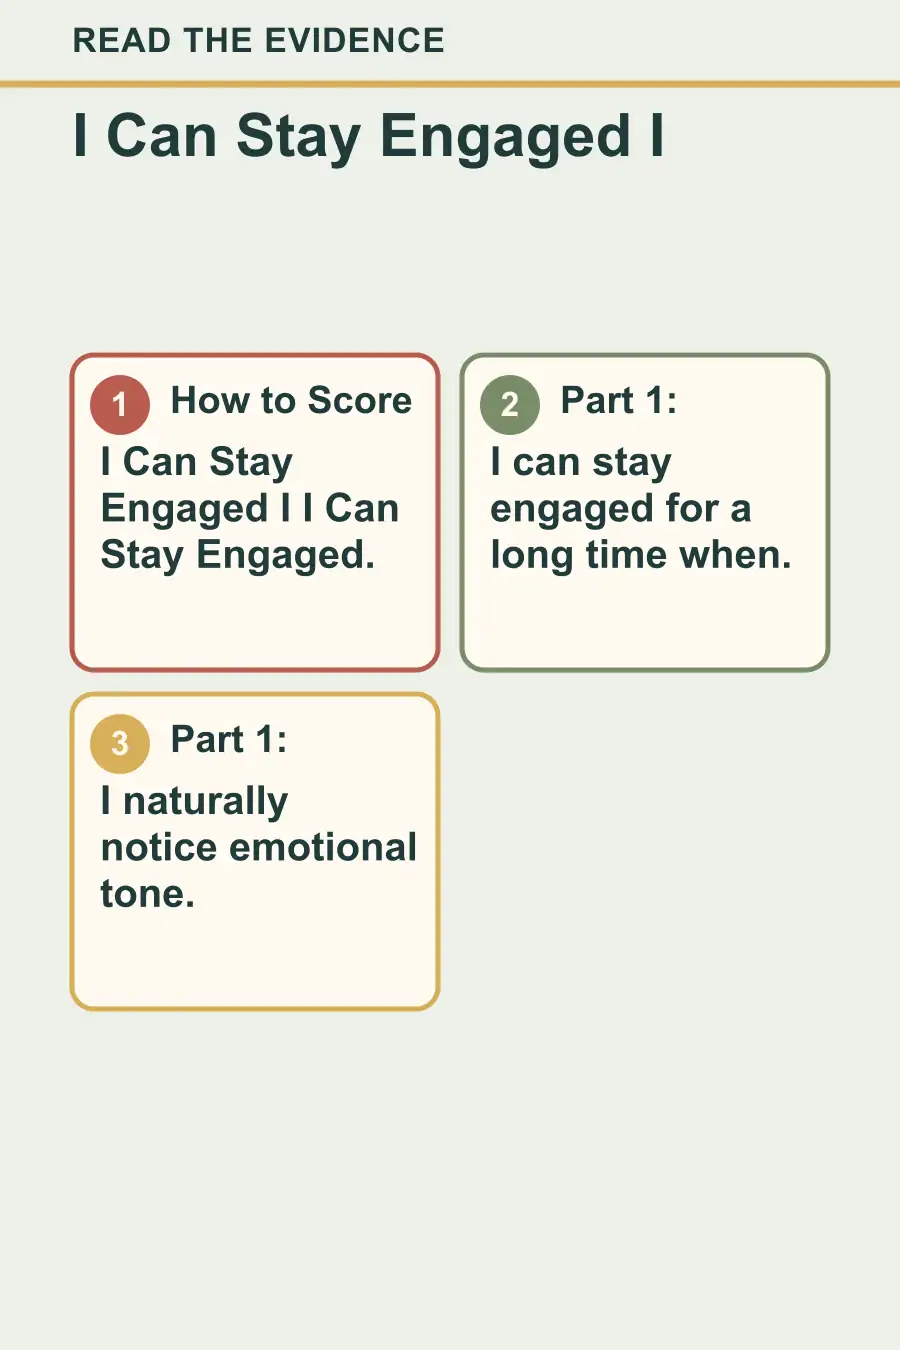 READ THE EVIDENCE
I Can Stay Engaged I
1 How to Score
I Can Stay
Engaged I I Can
Stay Engaged.
2 Part 1:
I can stay
engaged for a
long time when.
3 Part 1:
I naturally
notice emotional
tone.